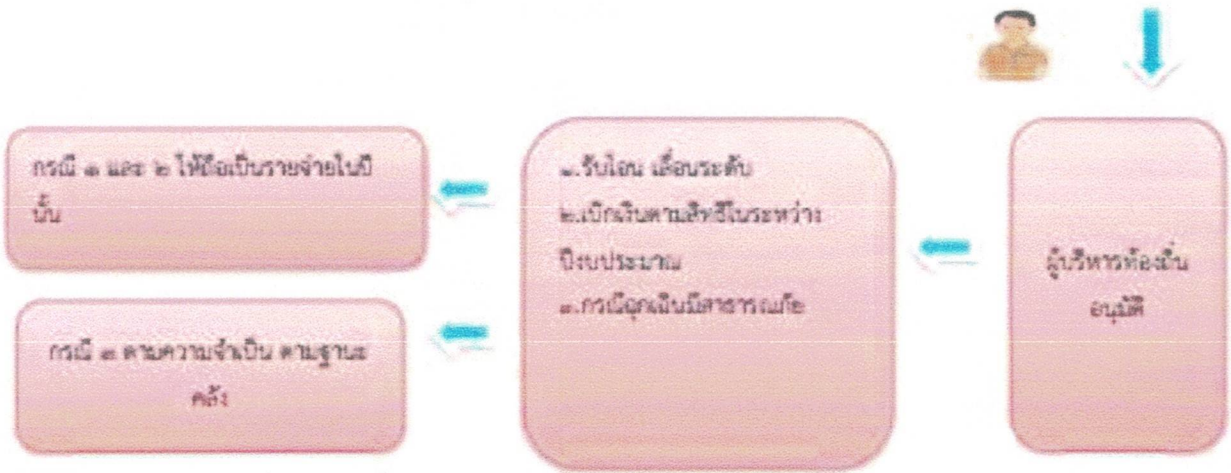 กรณี ๑ และ ๒ ให้ถือเป็นรายจ่ายในปี
นั้น
กรณี ๓ ตามความจำเป็น ตามฐานะ
คลัง
๑.รับโอน เลื่อนระดับ
๒.เบิกเงินตามสิทธิในระหว่าง
ปีงบประมาณ
๓.กรณีฉุกเฉินมีสาธารณภัย
ผู้บริหารท้องถิ่น
อนุมัติ